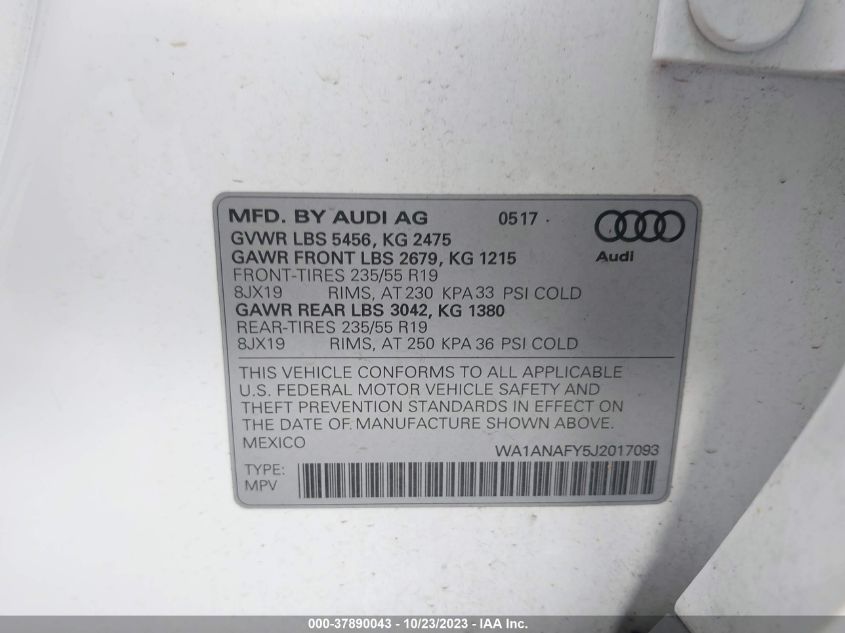 MFD. BY AUDI AG 0517
GVWR LBS 5456, KG 2475
GAWR FRONT LBS 2679, KG 1215
FRONT-TIRES 235/55 R19
8JX19 RIMS, AT 230 KPA 33 PSI COLD
GAWR REAR LBS 3042, KG 1380
REAR-TIRES 235/55 R19
8JX19 RIMS, AT 250 KPA 36 PSI COLD
Audi
THIS VEHICLE CONFORMS TO ALL APPLICABLE
U.S. FEDERAL MOTOR VEHICLE SAFETY AND
THEFT PREVENTION STANDARDS IN EFFECT ON
THE DATE OF MANUFACTURE SHOWN ABOVE.
MEXICO
WA1ANAFY5J2017093
TYPE:
MPV
000-37890043 - 10/23/2023 - IAA Inc.